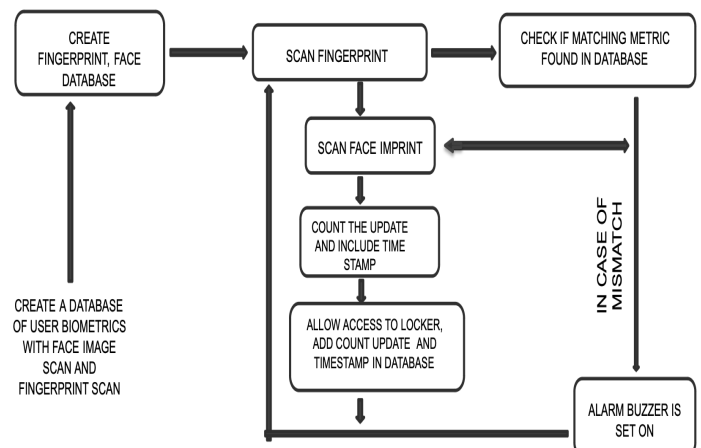 CREATE
FINGERPRINT, FACE
DATABASE
SCAN FINGERPRINT
CHECK IF MATCHING METRIC
FOUND IN DATABASE
SCAN FACE IMPRINT
COUNT THE UPDATE
AND INCLUDE TIME
STAMP
IN CASE OF
MISMATCH
CREATE A DATABASE
OF USER BIOMETRICS
WITH FACE IMAGE
SCAN AND
FINGERPRINT SCAN
ALLOW ACCESS TO LOCKER,
ADD COUNT UPDATE AND
TIMESTAMP IN DATABASE
ALARM BUZZER IS
SET ON